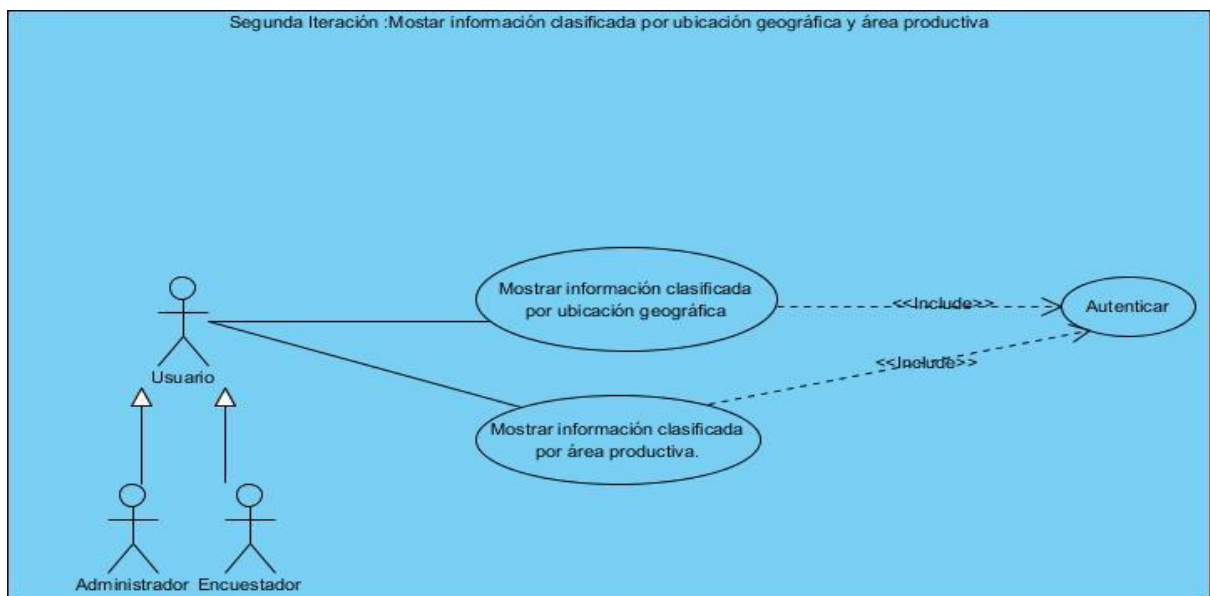 Segunda Iteración :Mostar información clasificada por ubicación geográfica y área productiva
Mostrar información clasificada
por ubicación geográfica
<<Include>>
Autenticar
<<Include>>
Usuario
Mostrar información clasificada
por área productiva.
Administrador
Encuestador